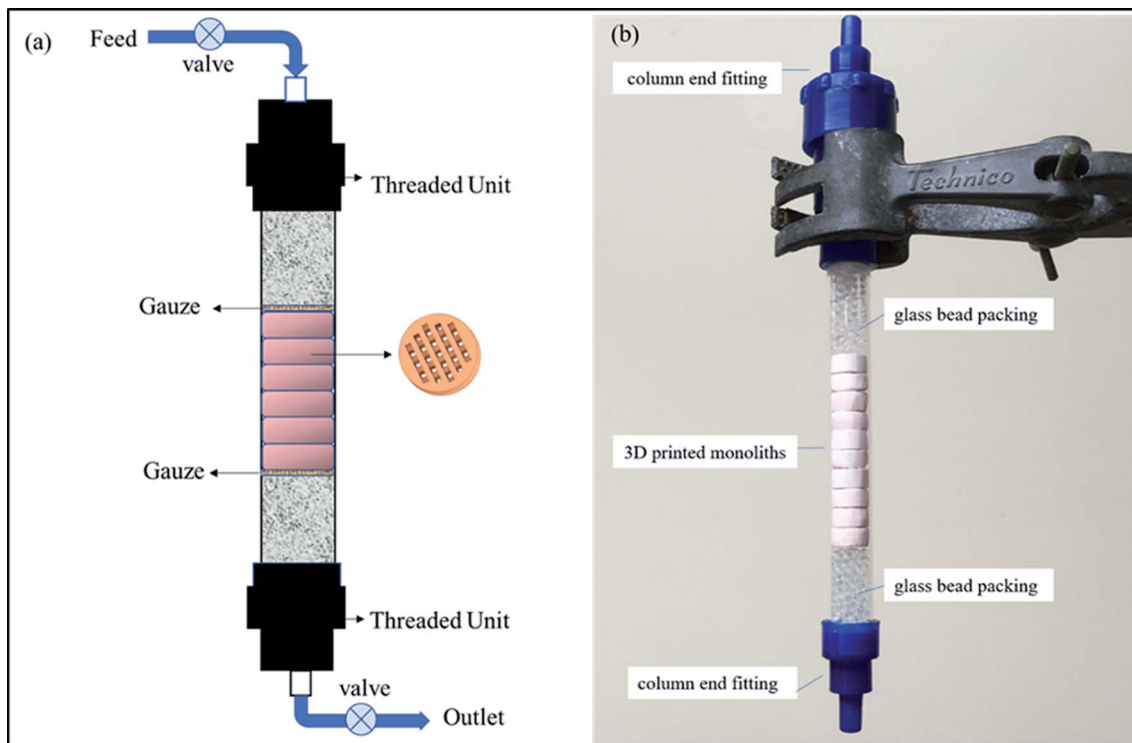 (a)
Feed
valve
Threaded Unit
Gauze
Gauze
Threaded Unit
valve
Outlet
(b)
column end fitting
Technico
glass bead packing
3D printed monoliths
glass bead packing
column end fitting